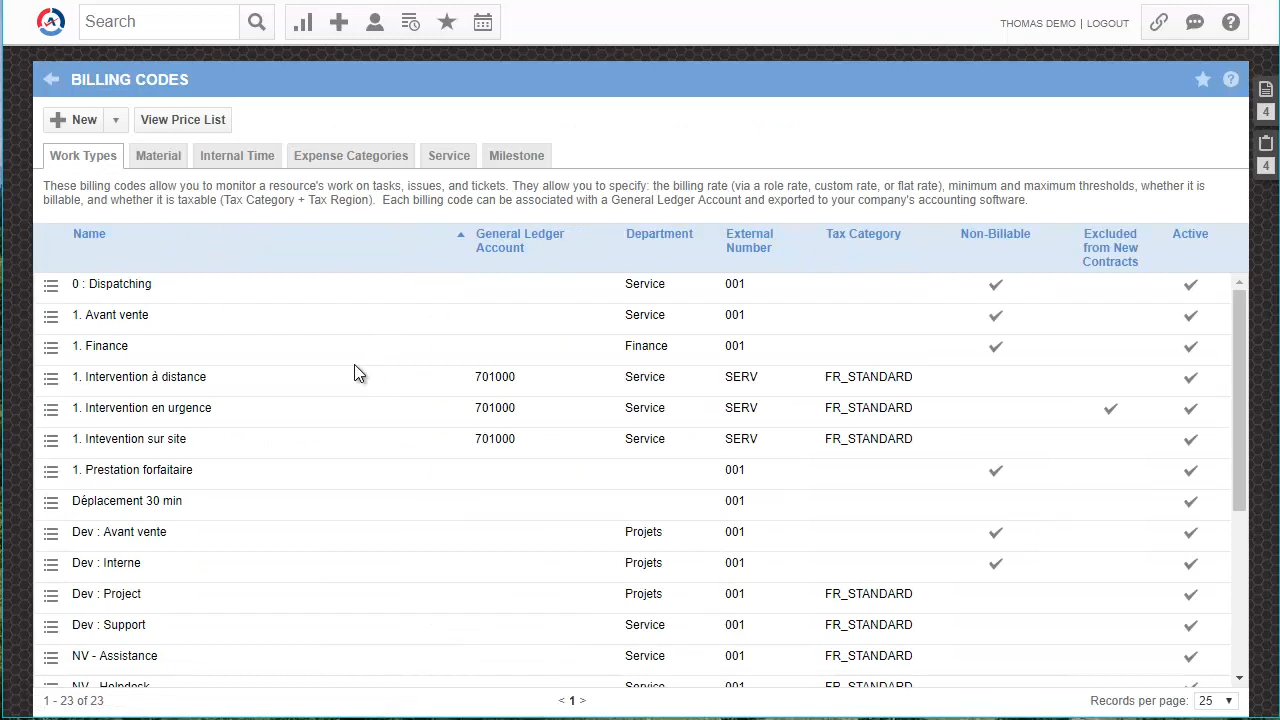 Search THOMAS DEMO | LOGOUT
BILLING CODES
New View Price List 4
Work Types Material Internal Time Expense Categories Service Milestone 4
These billing codes allow you to monitor a resource's work on tasks, issues, and tickets. They allow you to specify: the billing rate (via a role rate, custom rate, or flat rate), minimum and maximum thresholds, whether it is
billable, and whether it is taxable (Tax Category + Tax Region). Each billing code can be associated with a General Ledger Account and exported to your company's accounting software.
Name General Ledger Account Department External Number Tax Category Non-Billable Excluded from New Contracts Active
0 : Dispatching Service 001
1. Avant vente Service 001
1. Finance Finance 001
1. Intervention à distance 701000 Service SERV FR_STANDARD
1. Intervention en urgence 701000 Service SERV FR_STANDARD
1. Intervention sur site 701000 Service SERV FR_STANDARD
1. Prestation forfaitaire Service 001
Déplacement 30 min Service 001 FR_STANDARD
Dev : Avant vente Projets 001
Dev : Interne Projets 001
Dev : Project Projets 001 FR_STANDARD
Dev : Support Service 001 FR_STANDARD
NV - Assistance Service 001 FR_STANDARD
1 - 23 of 23 Records per page 25